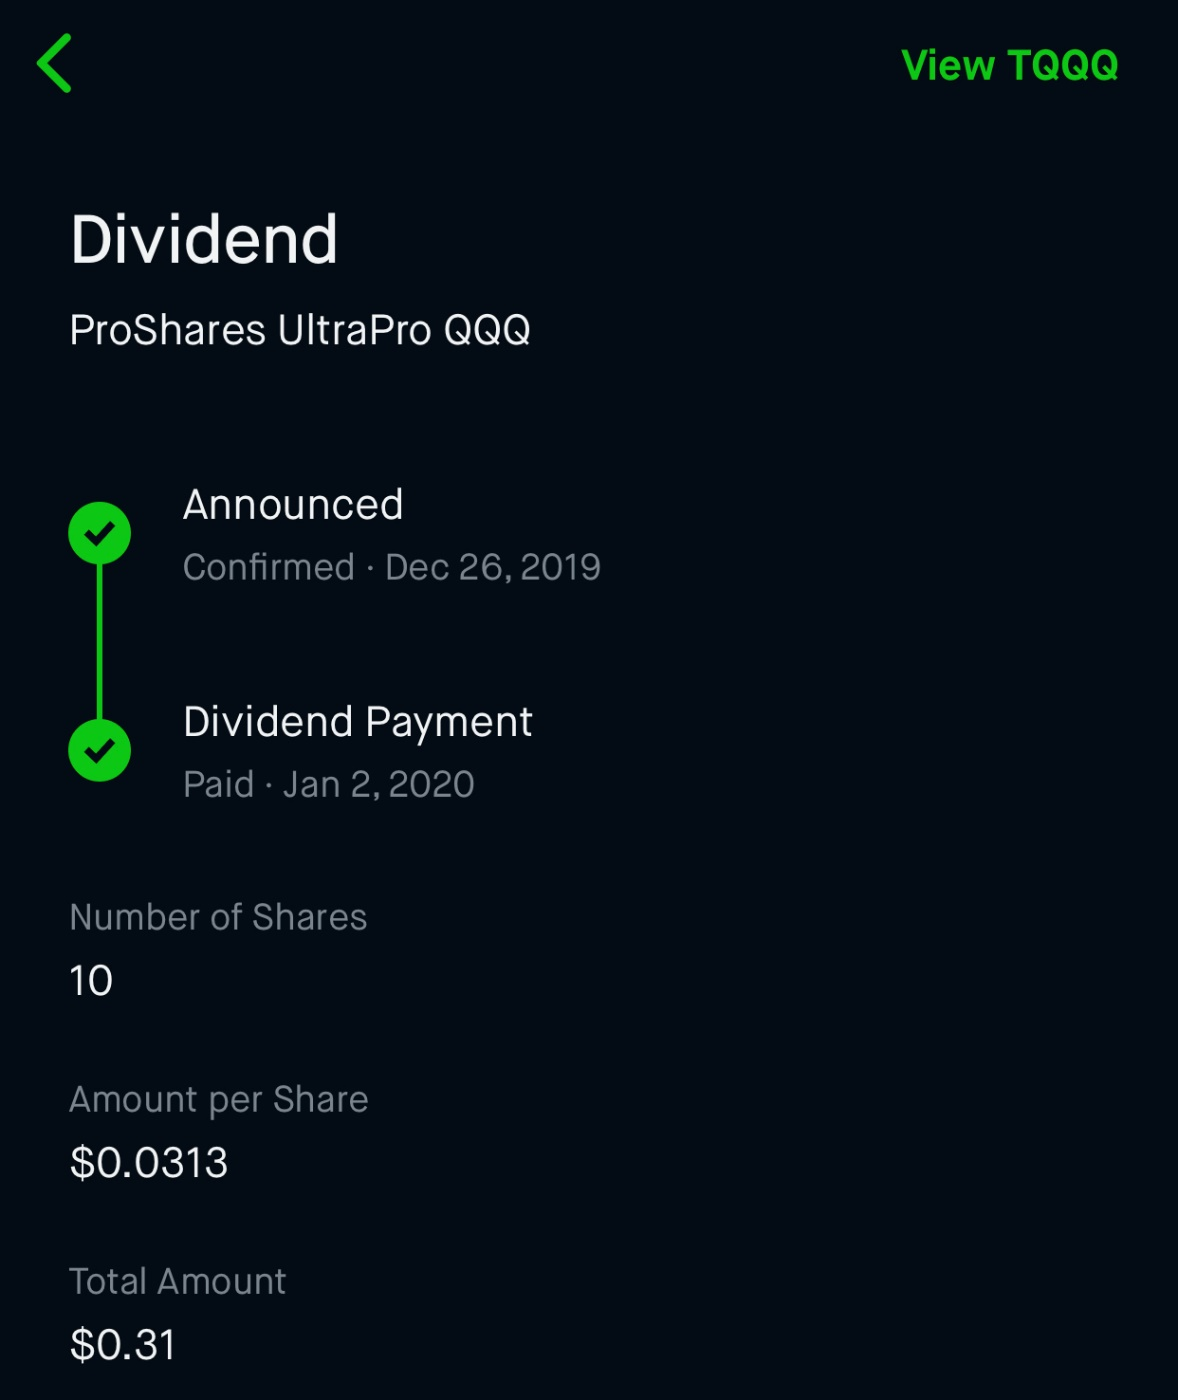 View TQQQ
Dividend
ProShares UltraPro QQQ
Announced
Confirmed · Dec 26, 2019
Dividend Payment
Paid · Jan 2, 2020
Number of Shares
10
Amount per Share
$0.0313
Total Amount
$0.31